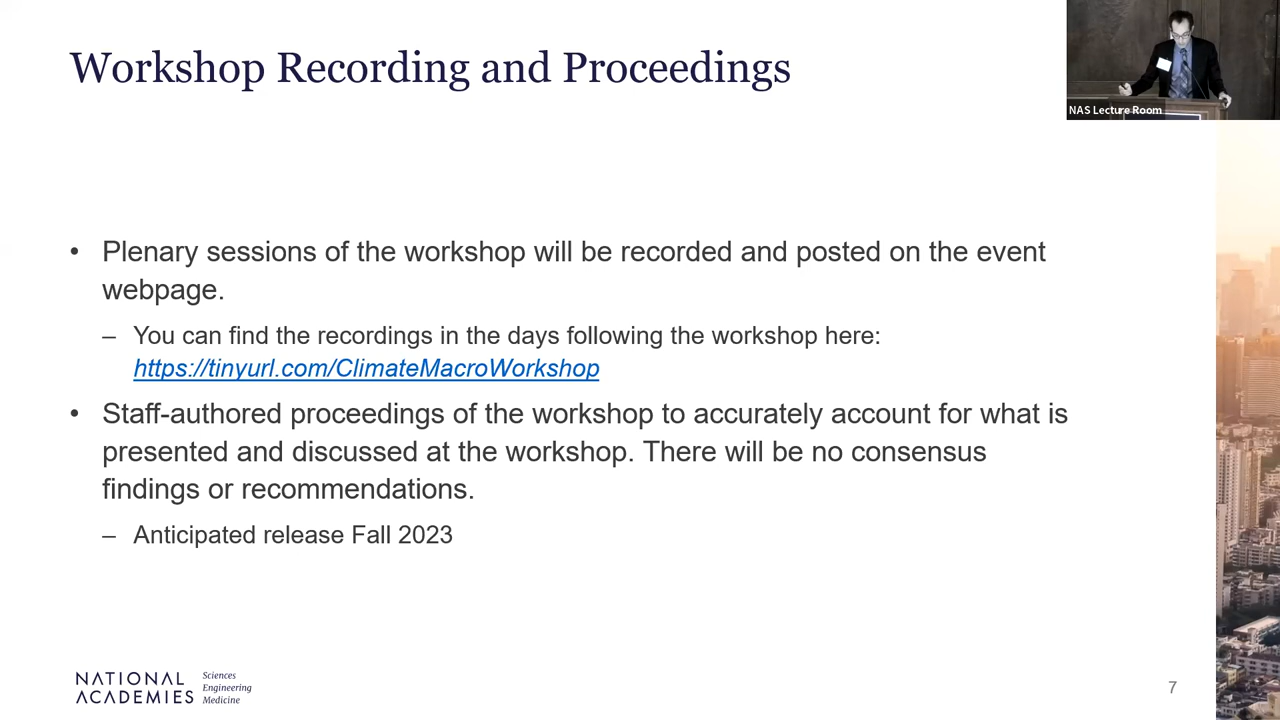 Workshop Recording and Proceedings
NAS Lecture Room
• Plenary sessions of the workshop will be recorded and posted on the event
webpage.
– You can find the recordings in the days following the workshop here:
https://tinyurl.com/ClimateMacroWorkshop
• Staff-authored proceedings of the workshop to accurately account for what is
presented and discussed at the workshop. There will be no consensus
findings or recommendations.
– Anticipated release Fall 2023
NATIONAL
ACADEMIES
Sciences
Engineering
Medicine
7